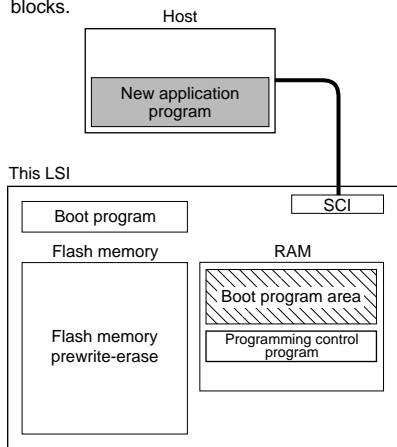 blocks.
Host
New application
program
This LSI
SCI
Boot program
Flash memory
RAM
Boot program area
Flash memory
prewrite-erase
Programming control
program